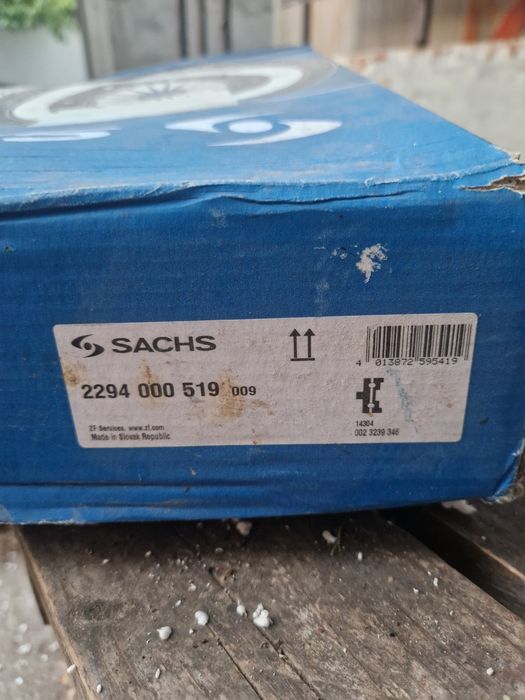 SACHS
4 013872 595419
2294 000 519 009
ZF Services, www.zf.com
Made in Slovak Republic
14304
002 3239 346